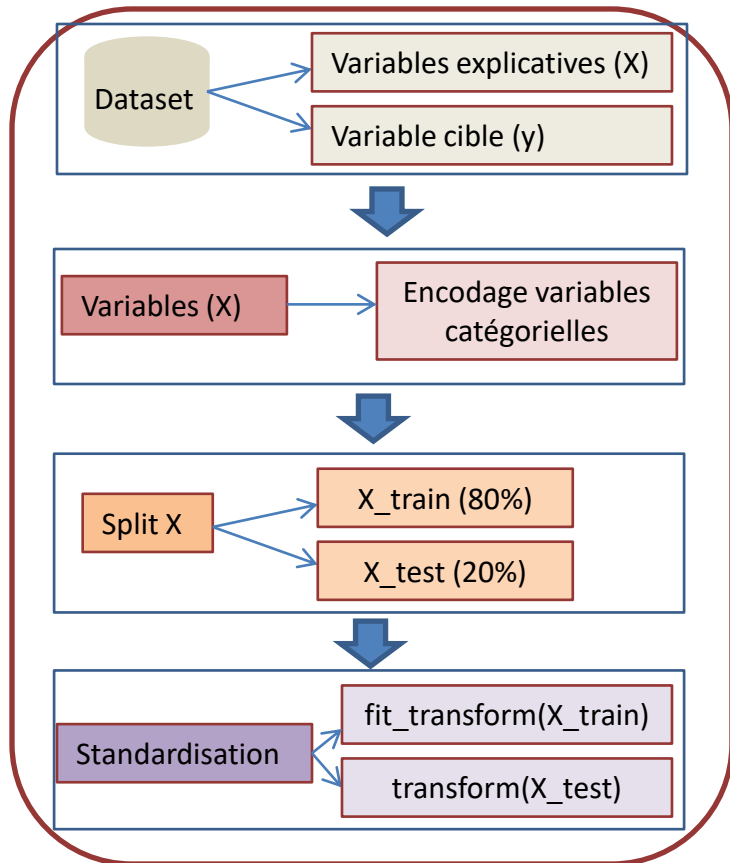 Dataset
Variables explicatives (X)
Variable cible (y)
Variables (X)
Encodage variables
catégorielles
Split X
X_train (80%)
X_test (20%)
Standardisation
fit_transform(X_train)
transform(X_test)